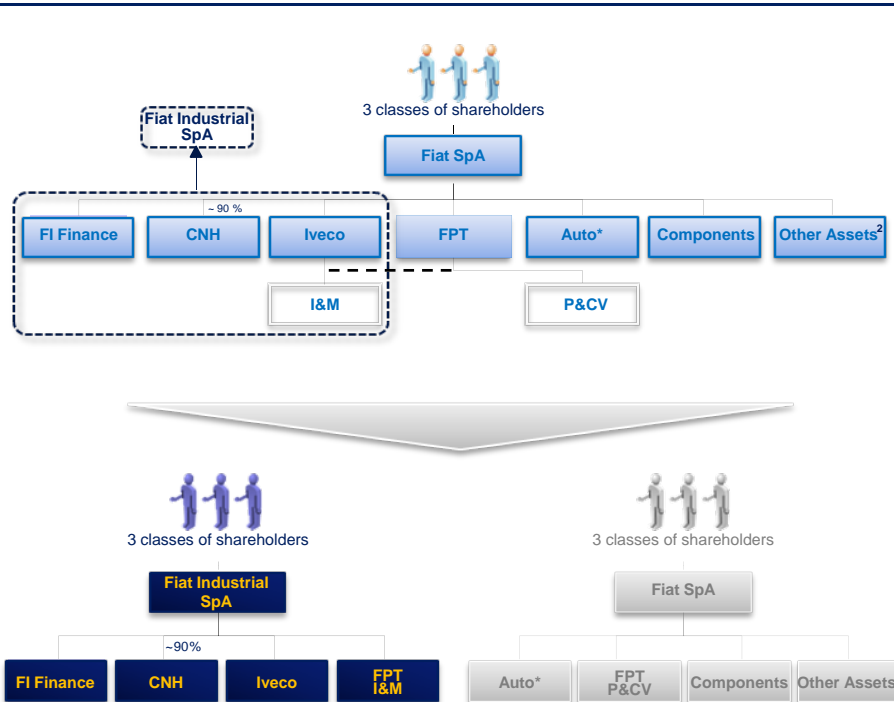 3 classes of shareholders
Fiat Industrial
SpA
Fiat SpA
~ 90 %
FI Finance
CNH
Iveco
FPT
Auto*
Components
Other Assets2
I&M
P&CV
3 classes of shareholders
3 classes of shareholders
Fiat Industrial
SpA
Fiat SpA
~90%
FI Finance
CNH
Iveco
FPT
I&M
Auto*
FPT
P&CV
Components
Other Assets